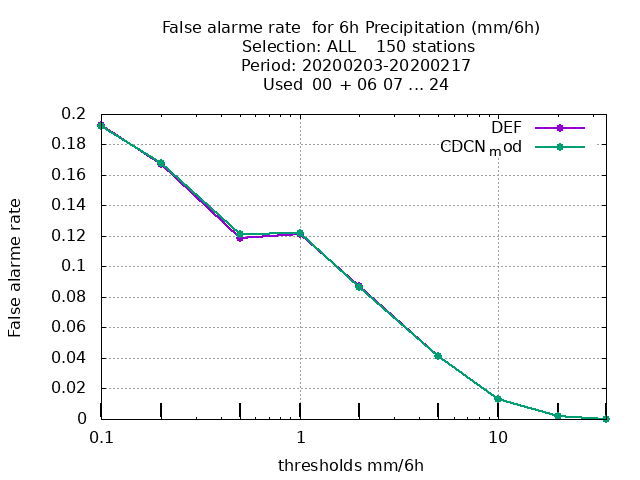 False alarme rate for 6h Precipitation (mm/6h)
Selection: ALL 150 stations
Period: 20200203-20200217
Used 00 + 06 07 ... 24
DEF
CDCNmod
0.2
0.18
0.16
0.14
0.12
0.1
0.08
0.06
0.04
0.02
0
False alarme rate
0.1 1 10
thresholds mm/6h